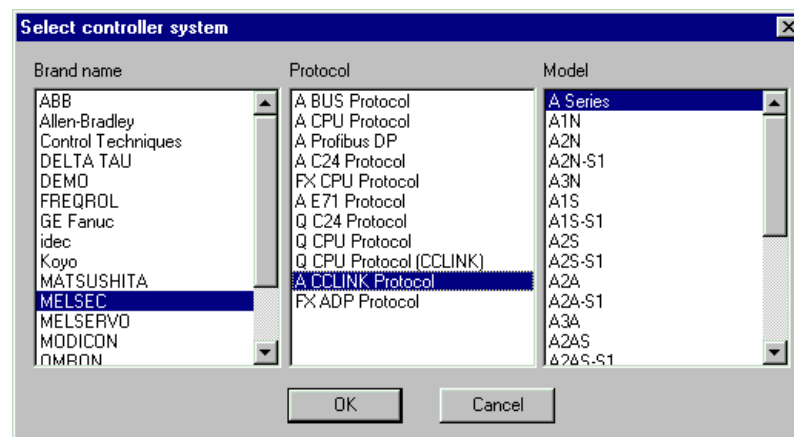 Select controller system
Brand name
ABB
Allen-Bradley
Control Techniques
DELTA TAU
DEMO
FREQROL
GE Fanuc
idec
Koyo
MATSUSHITA
MELSEC
MELSERVO
MODICON
OMRON
Protocol
A BUS Protocol
A CPU Protocol
A Profibus DP
A C24 Protocol
FX CPU Protocol
A E71 Protocol
Q C24 Protocol
Q CPU Protocol
Q CPU Protocol (CCLINK)
A CCLINK Protocol
FX ADP Protocol
Model
A Series
A1N
A2N
A2N-S1
A3N
A1S
A1S-S1
A2S
A2S-S1
A2A
A2A-S1
A3A
A2AS
A2AS-S1
OK
Cancel